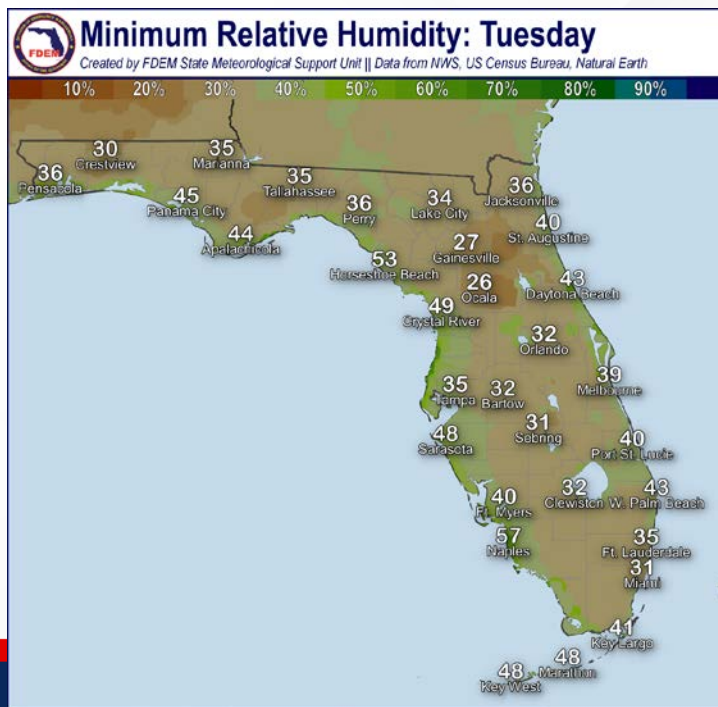 FDEM
Minimum Relative Humidity: Tuesday
Created by FDEM State Meteorological Support Unit || Data from NWS, US Census Bureau, Natural Earth
10% 20% 30% 40% 50% 60% 70% 80% 90%
30
Crestview
35
Marianna
36
Pensacola
45
Panama City
35
Tallahassee
44
Apalachicola
36
Perry
34
Lake City
36
Jacksonville
40
St. Augustine
27
Gainesville
53
Horseshoe Beach
26
Ocala
43
Daytona Beach
49
Crystal River
32
Orlando
39
Melbourne
35
Tampa
32
Bartow
31
Sebring
48
Sarasota
40
Port St. Lucie
40
Ft. Myers
32
Clewiston
43
W. Palm Beach
57
Naples
35
Ft. Lauderdale
31
Miami
41
Key Largo
48
Marathon
48
Key West